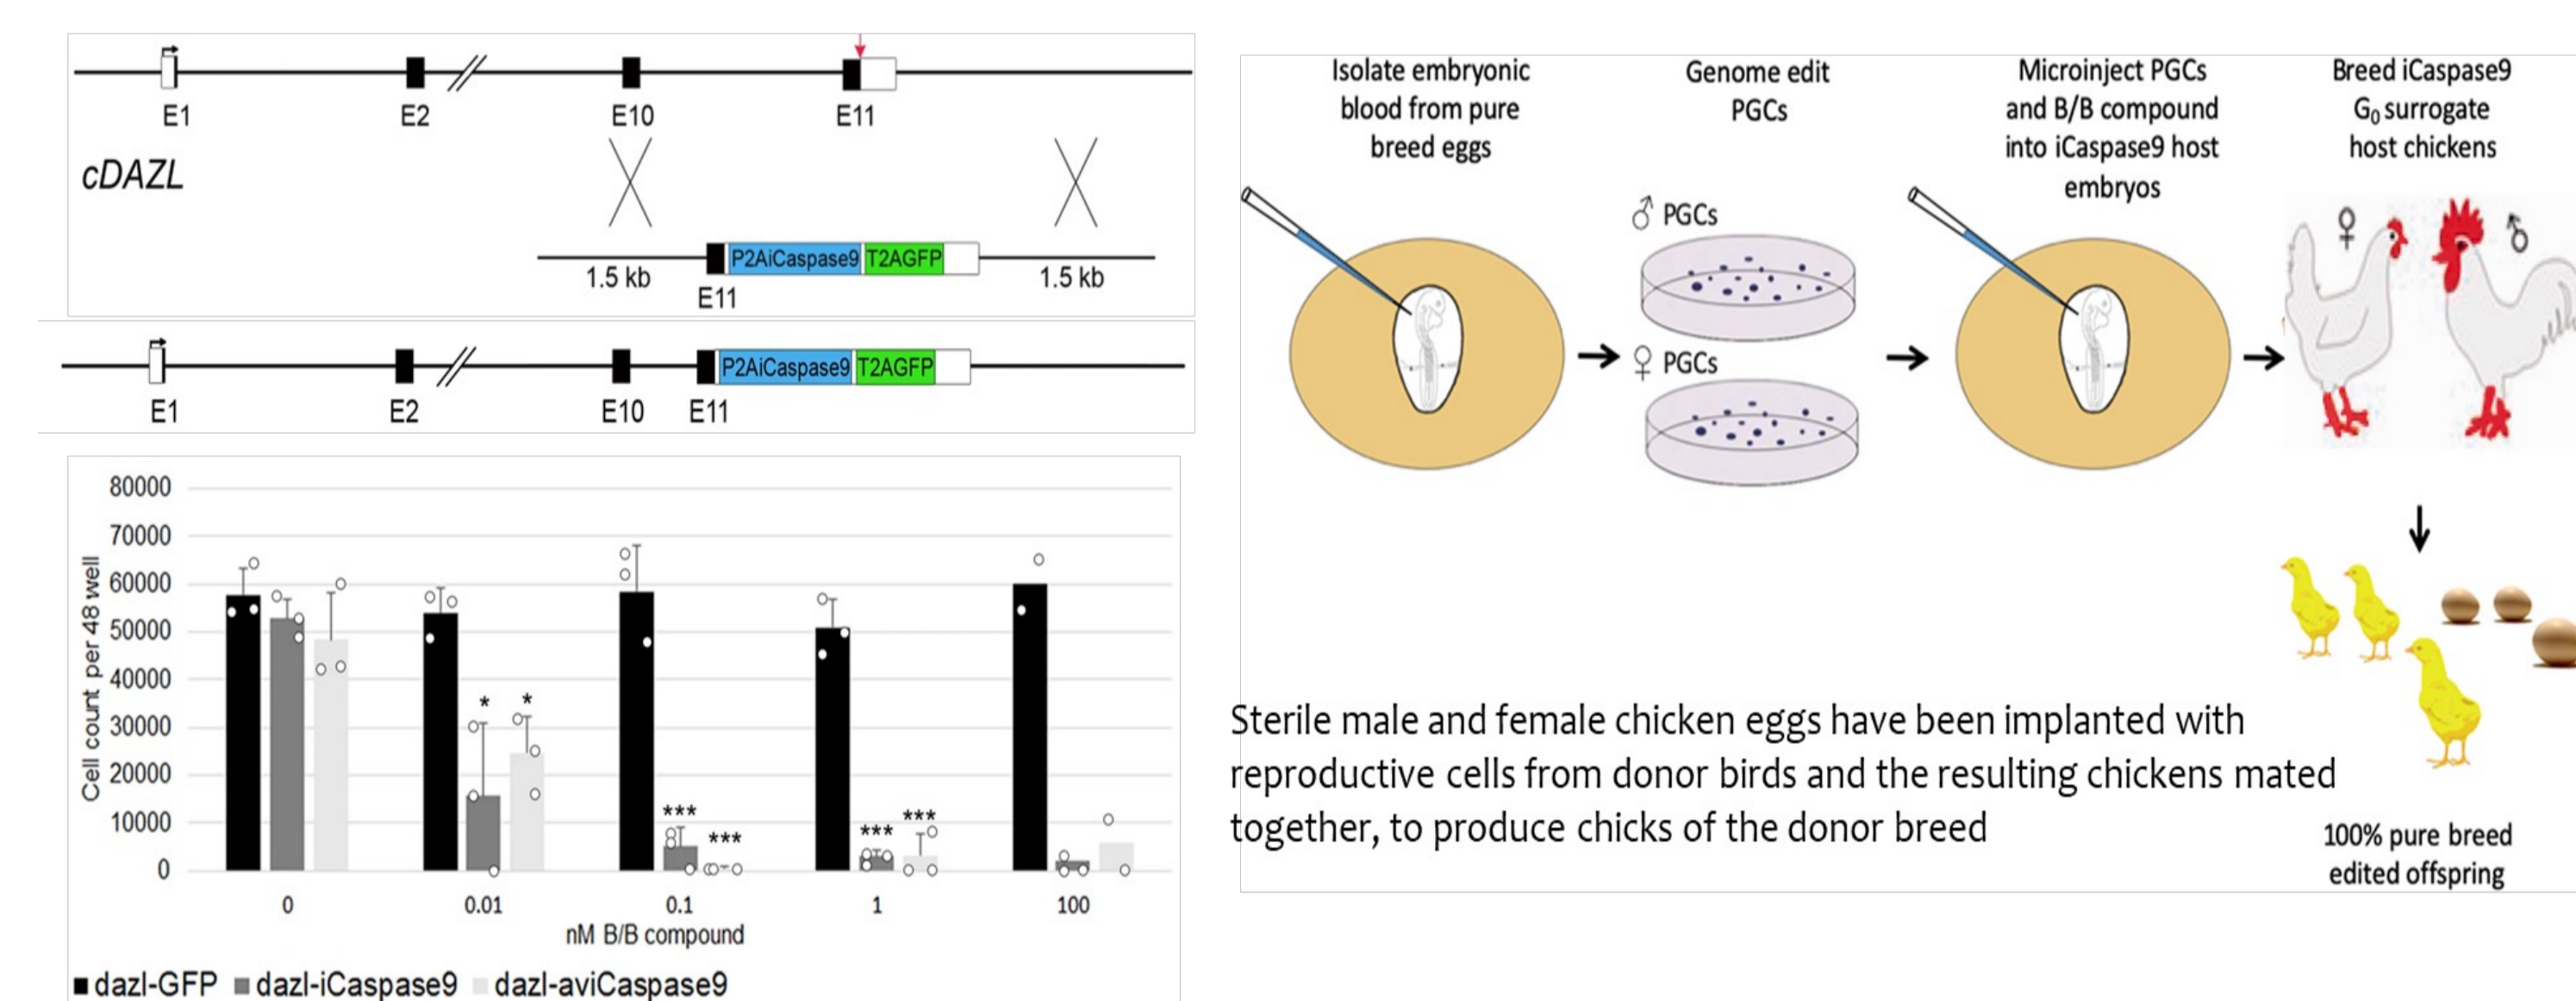 E1
E2
E10
E11
cDAZL
P2AiCaspase9
T2AGFP
1.5 kb
1.5 kb
E11
P2AiCaspase9
T2AGFP
E1
E2
E10
E11
80000
70000
60000
50000
40000
30000
20000
10000
0
Cell count per 48 well
*
*
***
***
***
***
0
0.01
0.1
1
100
nM B/B compound
dazl-GFP
dazl-iCaspase9
dazl-aviCaspase9
Isolate embryonic
blood from pure
breed eggs
Genome edit
PGCs
♂ PGCs
♀ PGCs
Microinject PGCs
and B/B compound
into iCaspase9 host
embryos
Breed iCaspase9
G₀ surrogate
host chickens
♀
♂
Sterile male and female chicken eggs have been implanted with
reproductive cells from donor birds and the resulting chickens mated
together, to produce chicks of the donor breed
100% pure breed
edited offspring